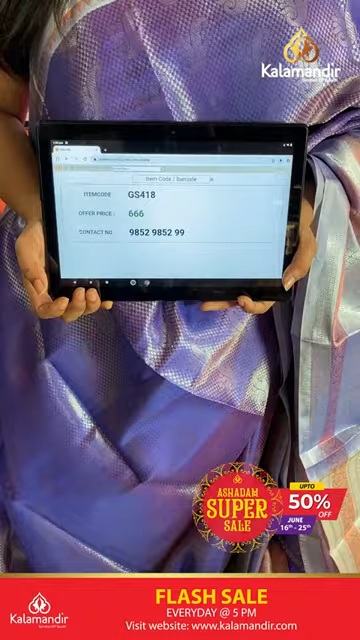 Kalamandir
Item Code / Barcode
ITEMCODE GS418
OFFER PRICE : 666
CONTACT NO 9852 9852 99
ASHADAM
SUPER
SALE
UPTO
50%
OFF
JUNE
16th - 25th
Kalamandir
FLASH SALE
EVERYDAY @ 5 PM
Visit website: www.kalamandir.com